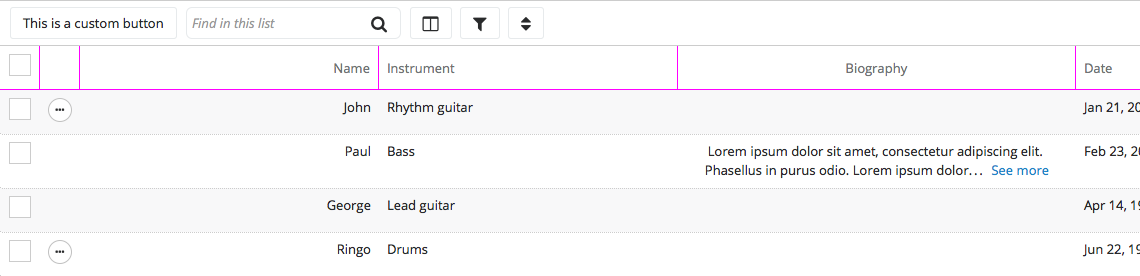 This is a custom button Find in this list
Name Instrument Biography Date
John Rhythm guitar Jan 21, 20
Paul Bass Lorem ipsum dolor sit amet, consectetur adipiscing elit. Feb 23, 20
Phasellus in purus odio. Lorem ipsum dolor... See more
George Lead guitar Apr 14, 19
Ringo Drums Jun 22, 19